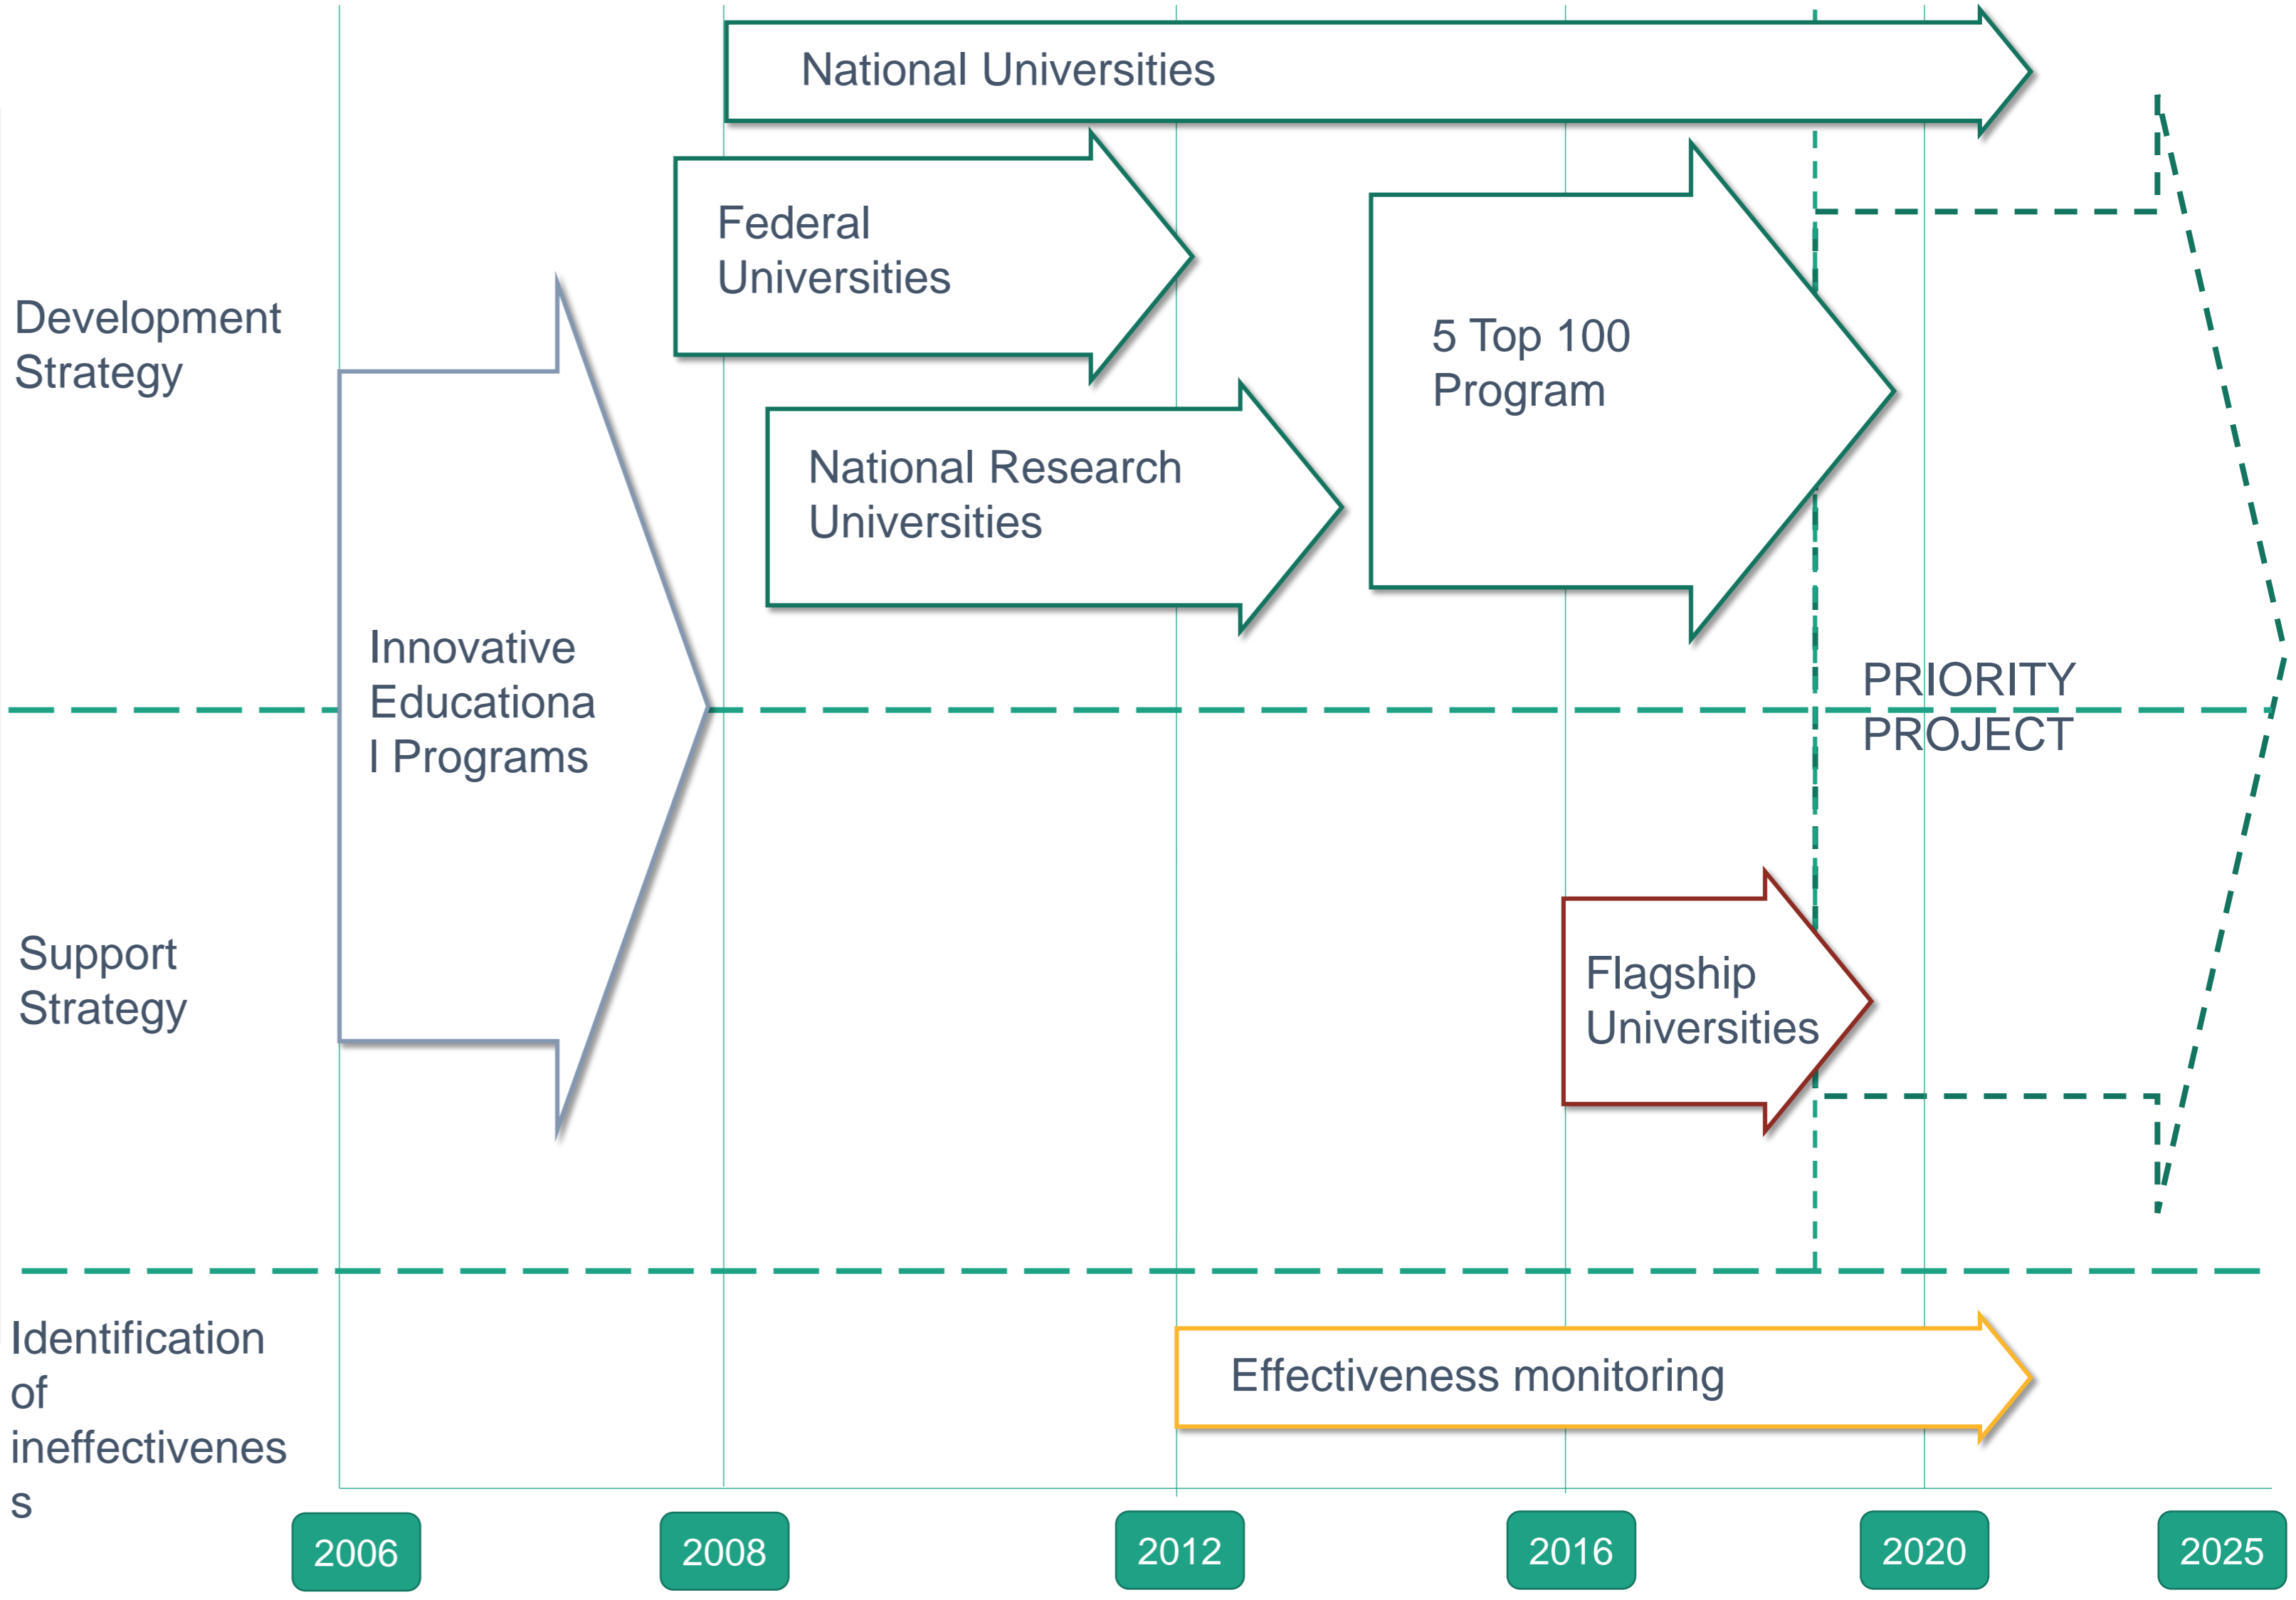 National Universities
Federal
Universities
Development
Strategy
5 Top 100
Program
National Research
Universities
Innovative
Educationa
l Programs
PRIORITY
PROJECT
Support
Strategy
Flagship
Universities
Identification
of
ineffectivenes
s
Effectiveness monitoring
2006
2008
2012
2016
2020
2025